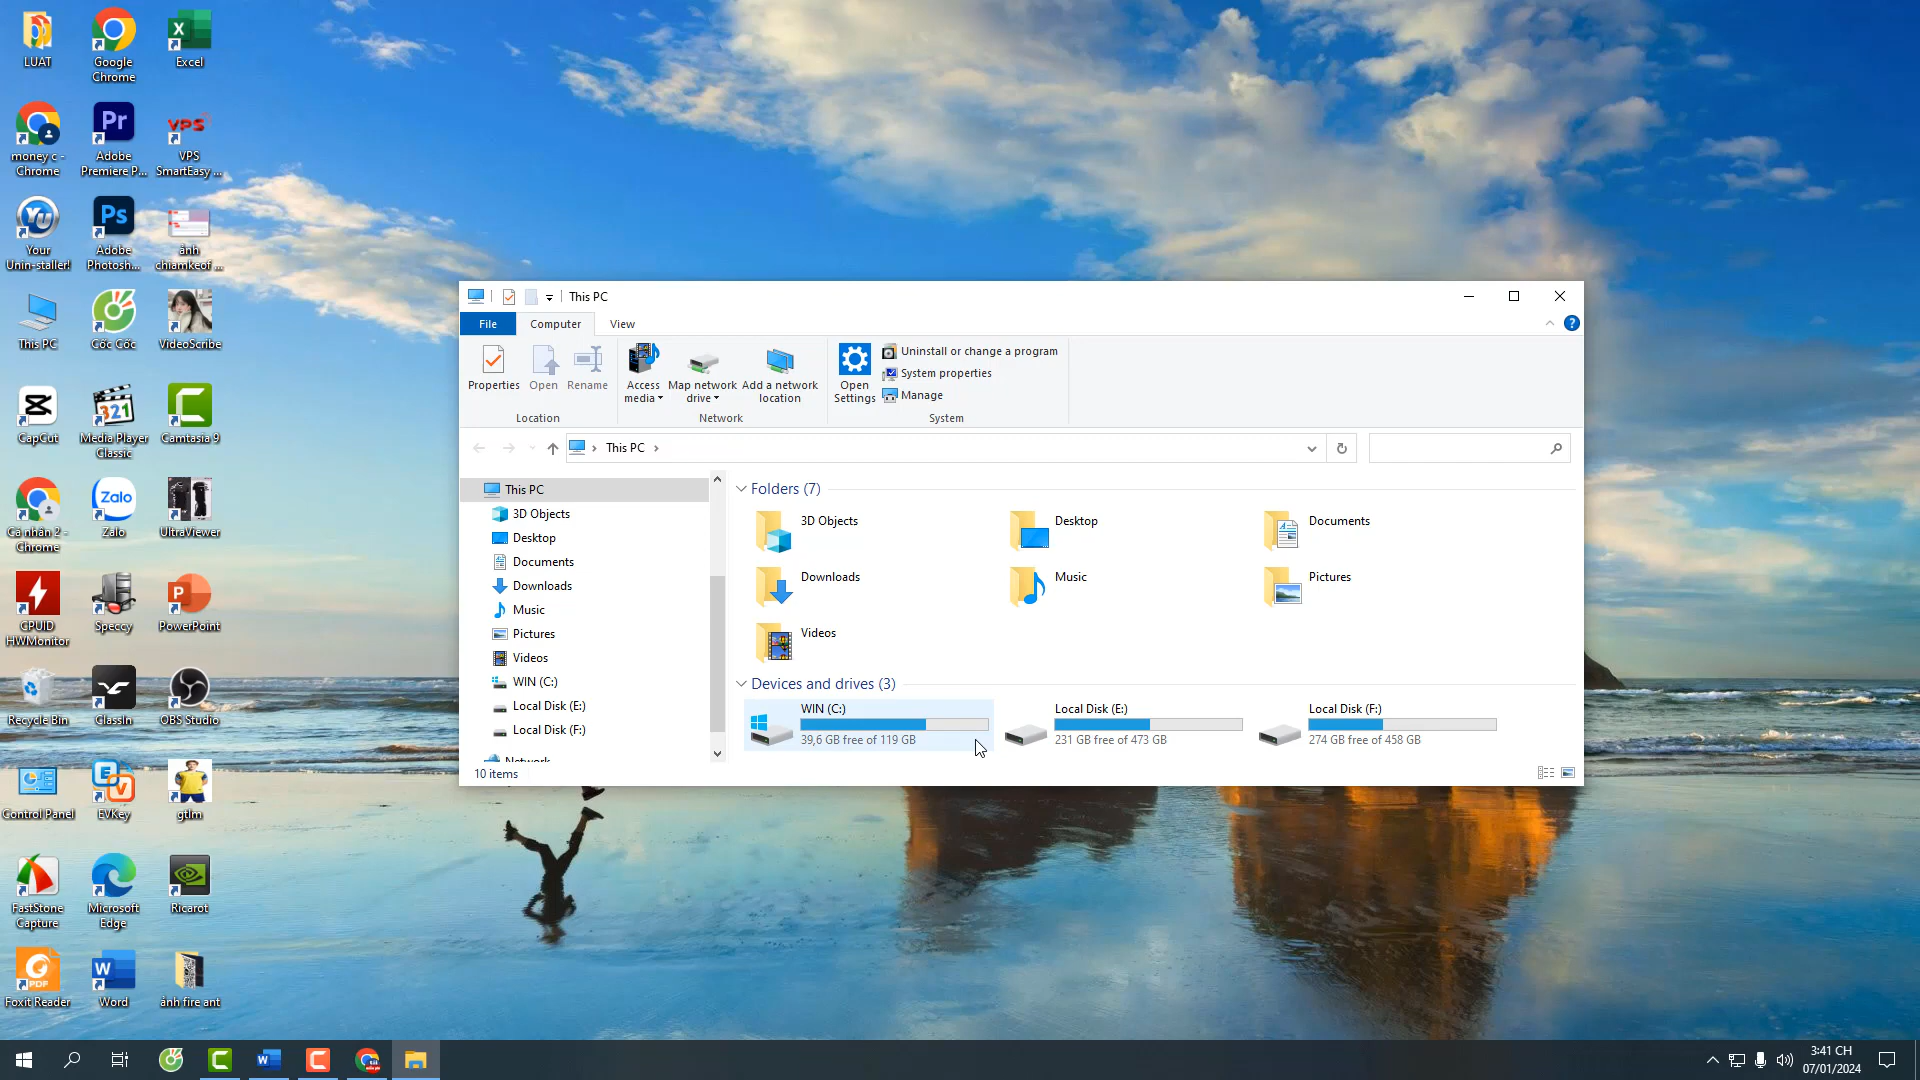 LUAT
Google
Chrome
Excel
money c -
Chrome
Adobe
Premiere P...
VPS
VPS
SmartEasy ...
Your
Unin-staller!
Adobe
Photosh...
ảnh
chiamkeof ...
This PC
Cốc Cốc
VideoScribe
CapCut
Media Player
Classic
Camtasia 9
Cá nhân 2 -
Chrome
Zalo
Zalo
UltraViewer
CPUID
HWMonitor
Speccy
PowerPoint
Recycle Bin
ClassIn
OBS Studio
Control Panel
EVKey
gtlm
FastStone
Capture
Microsoft
Edge
Ricarot
Foxit Reader
Word
ảnh fire ant
This PC
File
Computer
View
Properties
Open
Rename
Location
Access
media
Map network
drive
Add a network
location
Network
Open
Settings
Uninstall or change a program
System properties
Manage
System
This PC
This PC
3D Objects
Desktop
Documents
Downloads
Music
Pictures
Videos
WIN (C:)
Local Disk (E:)
Local Disk (F:)
Network
Folders (7)
3D Objects
Desktop
Documents
Downloads
Music
Pictures
Videos
Devices and drives (3)
WIN (C:)
39,6 GB free of 119 GB
Local Disk (E:)
231 GB free of 473 GB
Local Disk (F:)
274 GB free of 458 GB
10 items
3:41 CH
07/01/2024